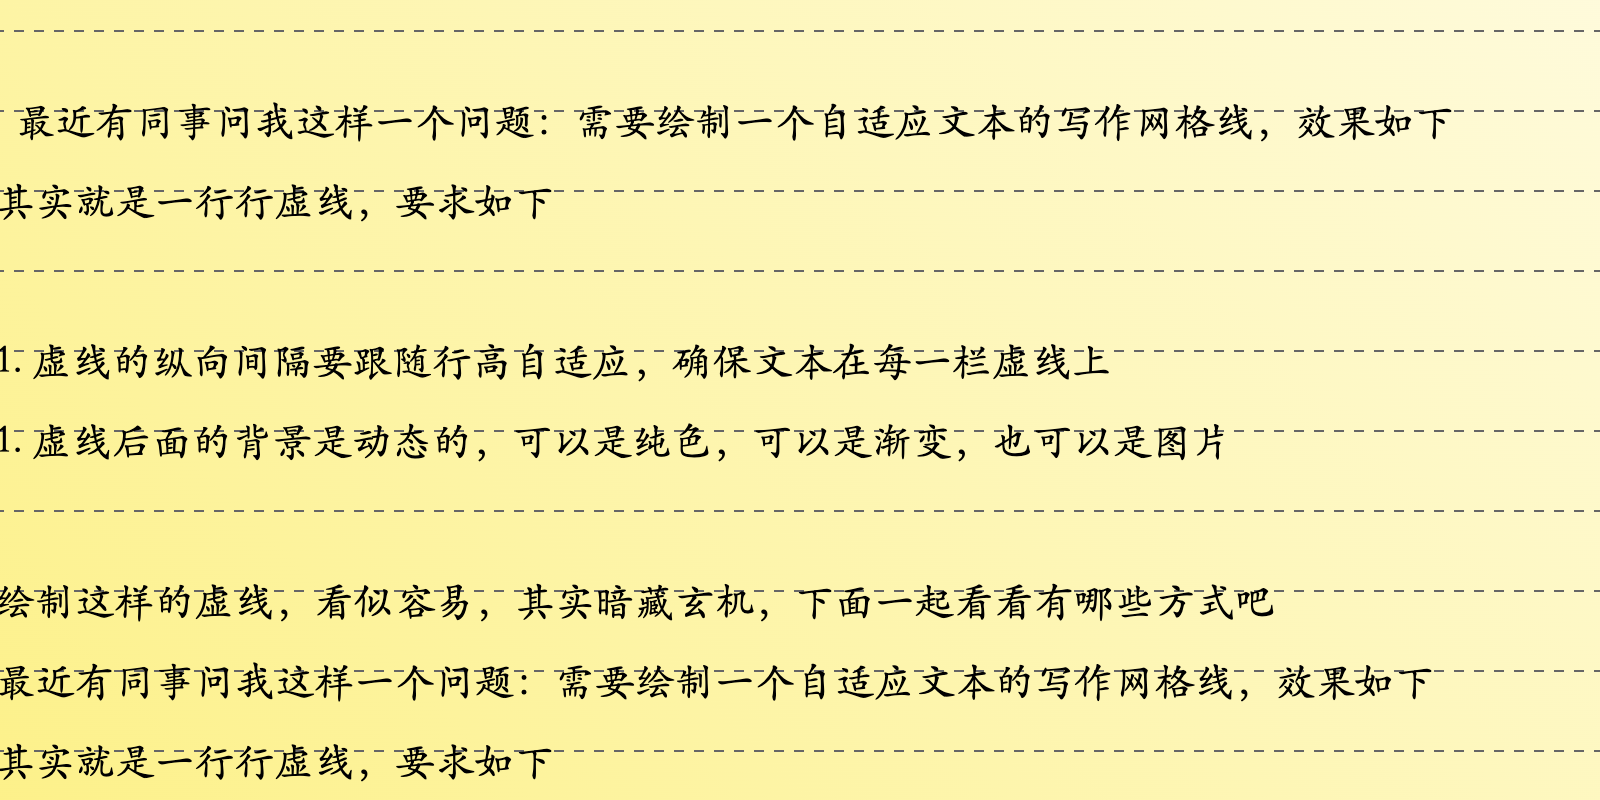 最近有同事问我这样一个问题：需要绘制一个自适应文本的写作网格线，效果如下
其实就是一行行虚线，要求如下
1. 虚线的纵向间隔要跟随行高自适应，确保文本在每一栏虚线上
1. 虚线后面的背景是动态的，可以是纯色，可以是渐变，也可以是图片
绘制这样的虚线，看似容易，其实暗藏玄机，下面一起看看有哪些方式吧
最近有同事问我这样一个问题：需要绘制一个自适应文本的写作网格线，效果如下
其实就是一行行虚线，要求如下